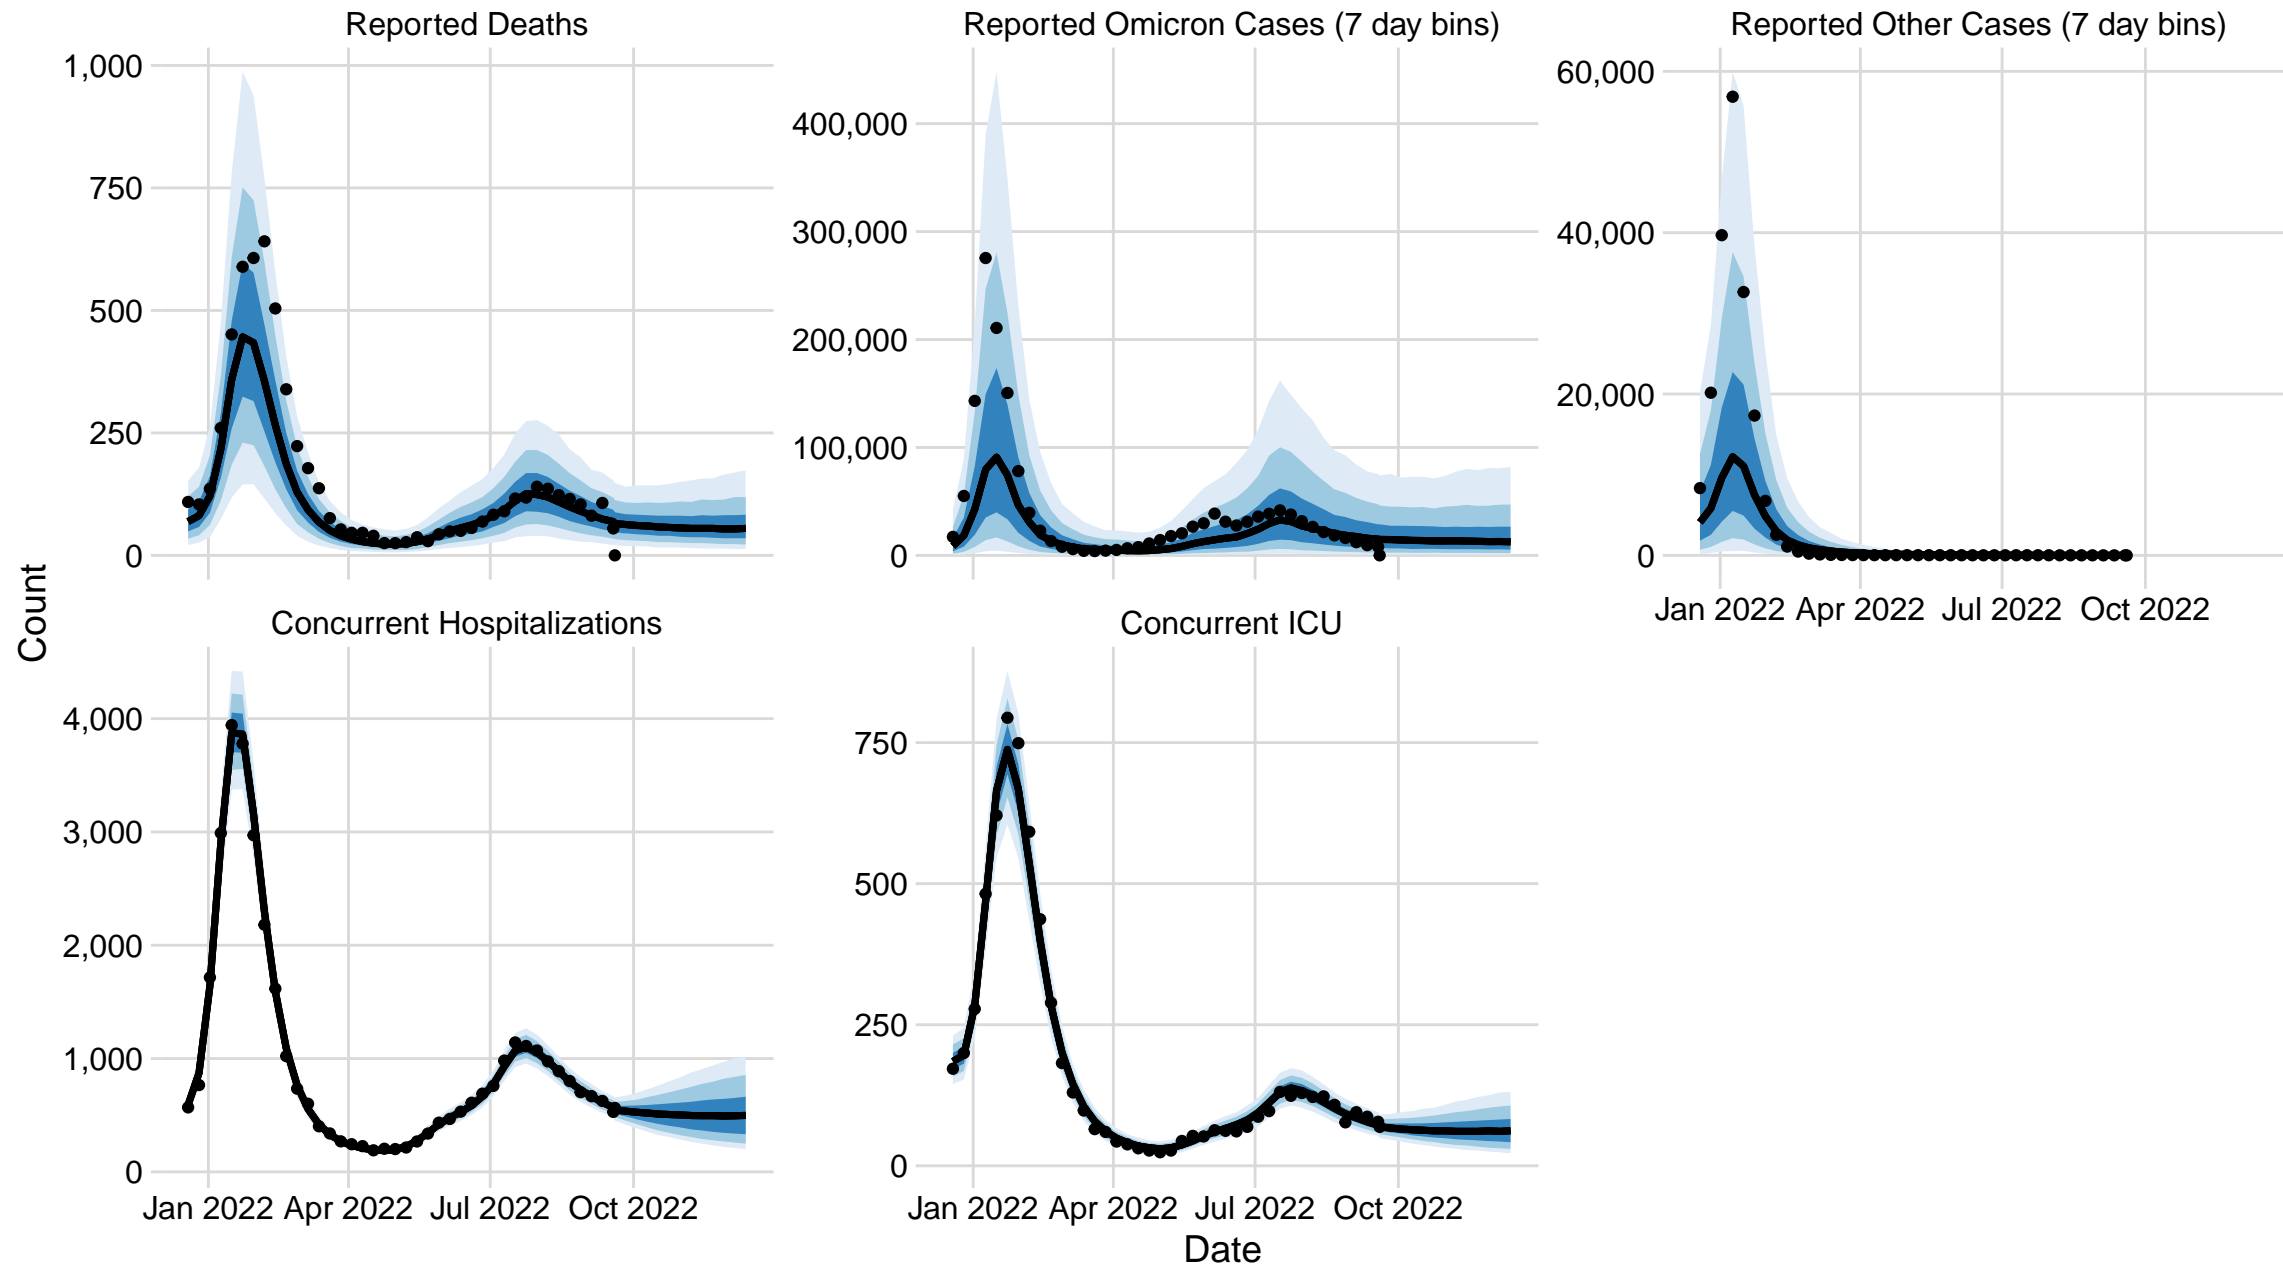 Reported Deaths
1,000
750
500
250
0
Reported Omicron Cases (7 day bins)
400,000
300,000
200,000
100,000
0
Reported Other Cases (7 day bins)
60,000
40,000
20,000
0
Jan 2022 Apr 2022 Jul 2022 Oct 2022
Count
Concurrent Hospitalizations
4,000
3,000
2,000
1,000
0
Jan 2022 Apr 2022 Jul 2022 Oct 2022
Concurrent ICU
750
500
250
0
Jan 2022 Apr 2022 Jul 2022 Oct 2022
Date